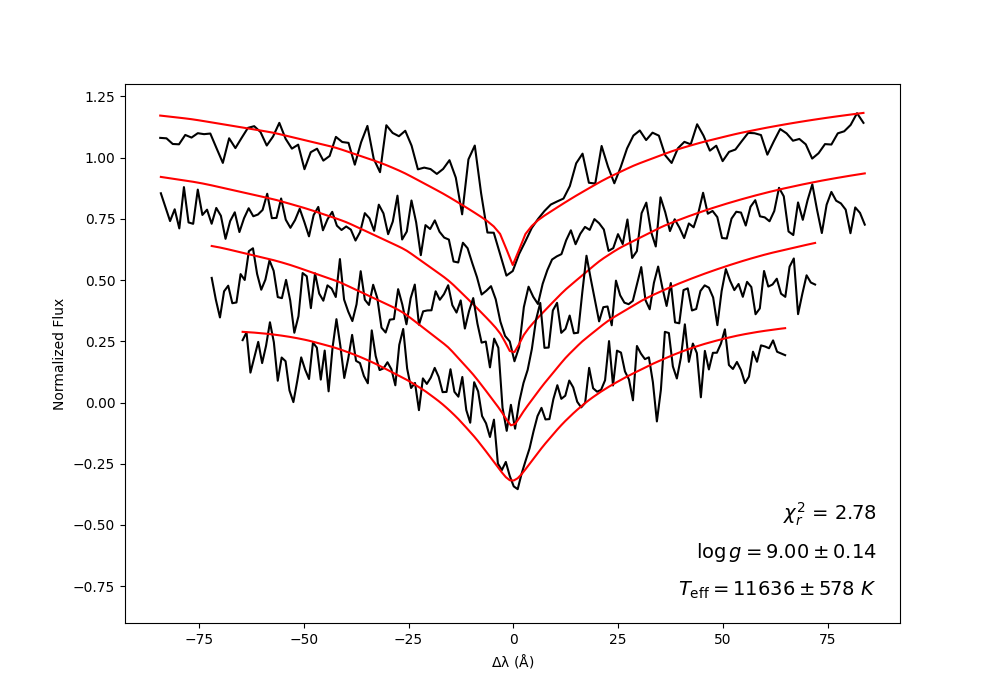 1.25
1.00
0.75
0.50
0.25
0.00
−0.25
−0.50
−0.75
Normalized Flux
χ²ᵣ = 2.78
log g = 9.00 ± 0.14
T_eff = 11636 ± 578 K
−75 −50 −25 0 25 50 75
Δλ (Å)